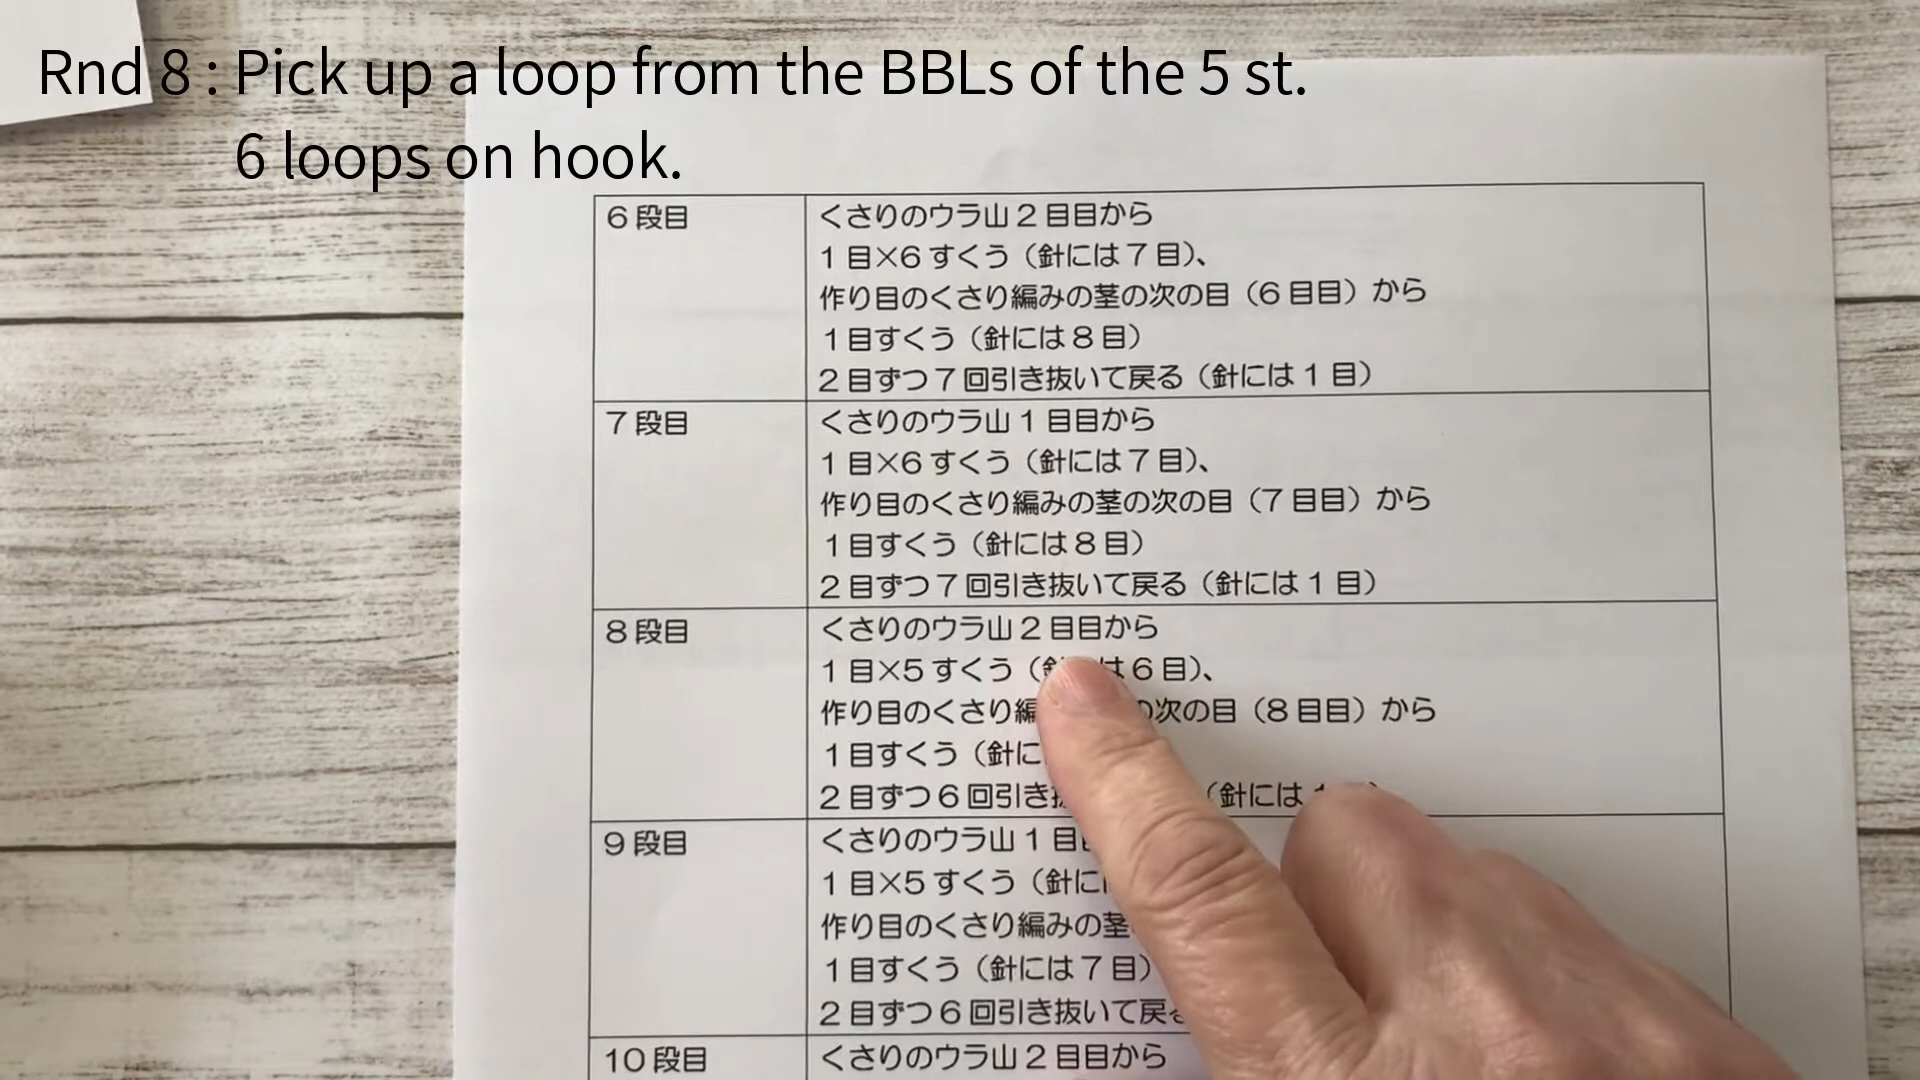 Rnd 8 : Pick up a loop from the BBLs of the 5 st.
6 loops on hook.
6段目
くさりのウラ山2目目から
1目×6すくう（針には7目）、
作り目のくさり編みの茎の次の目（6目目）から
1目すくう（針には8目）
2目ずつ7回引き抜いて戻る（針には1目）
7段目
くさりのウラ山1目目から
1目×6すくう（針には7目）、
作り目のくさり編みの茎の次の目（7目目）から
1目すくう（針には8目）
2目ずつ7回引き抜いて戻る（針には1目）
8段目
くさりのウラ山2目目から
1目×5すくう（針は6目）、
作り目のくさり編の次の目（8目目）から
1目すくう（針に
2目ずつ6回引き（針には
9段目
くさりのウラ山1目
1目×5すくう（針に
作り目のくさり編みの茎
1目すくう（針には7目）
2目ずつ6回引き抜いて戻
10段目
くさりのウラ山2目目から